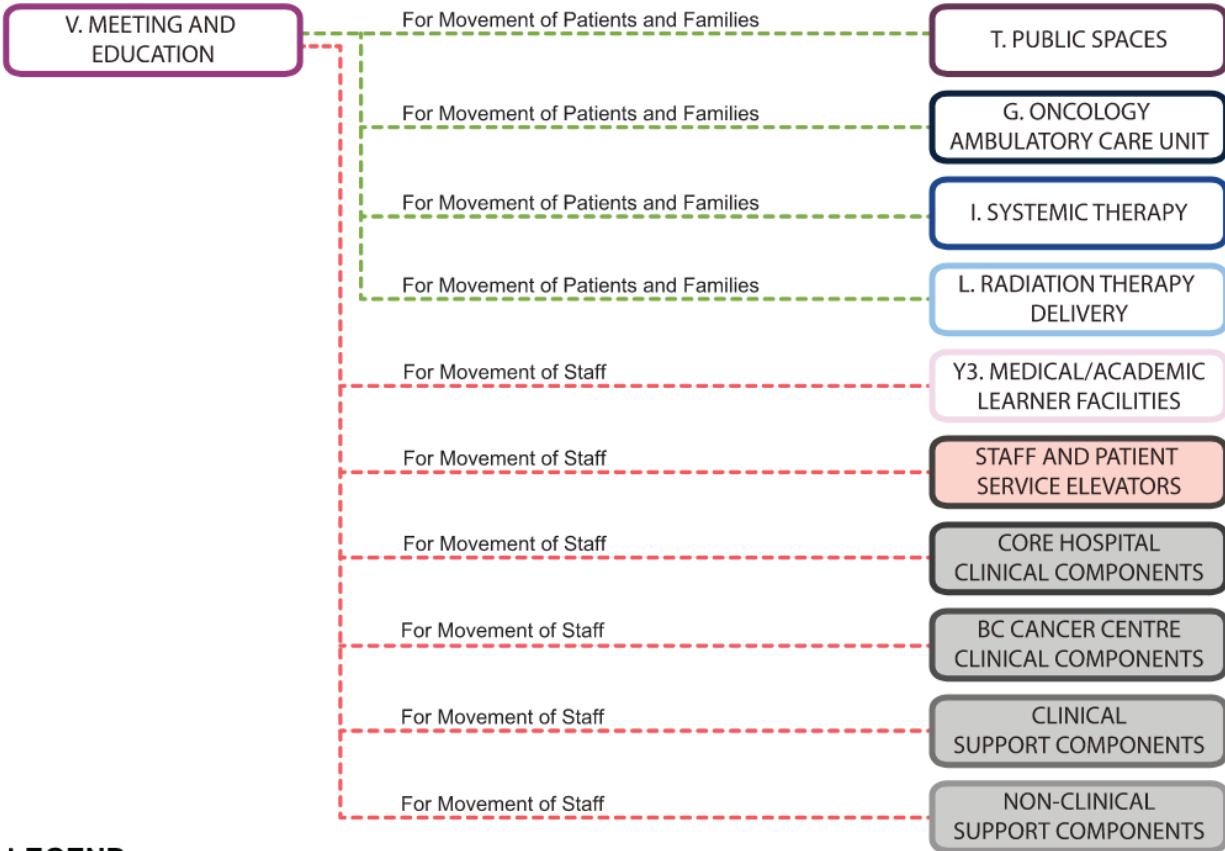 V. MEETING AND
EDUCATION
For Movement of Patients and Families
T. PUBLIC SPACES
For Movement of Patients and Families
G. ONCOLOGY
AMBULATORY CARE UNIT
For Movement of Patients and Families
I. SYSTEMIC THERAPY
For Movement of Patients and Families
L. RADIATION THERAPY
DELIVERY
For Movement of Staff
Y3. MEDICAL/ACADEMIC
LEARNER FACILITIES
For Movement of Staff
STAFF AND PATIENT
SERVICE ELEVATORS
For Movement of Staff
CORE HOSPITAL
CLINICAL COMPONENTS
For Movement of Staff
BC CANCER CENTRE
CLINICAL COMPONENTS
For Movement of Staff
CLINICAL
SUPPORT COMPONENTS
For Movement of Staff
NON-CLINICAL
SUPPORT COMPONENTS
LEGEND